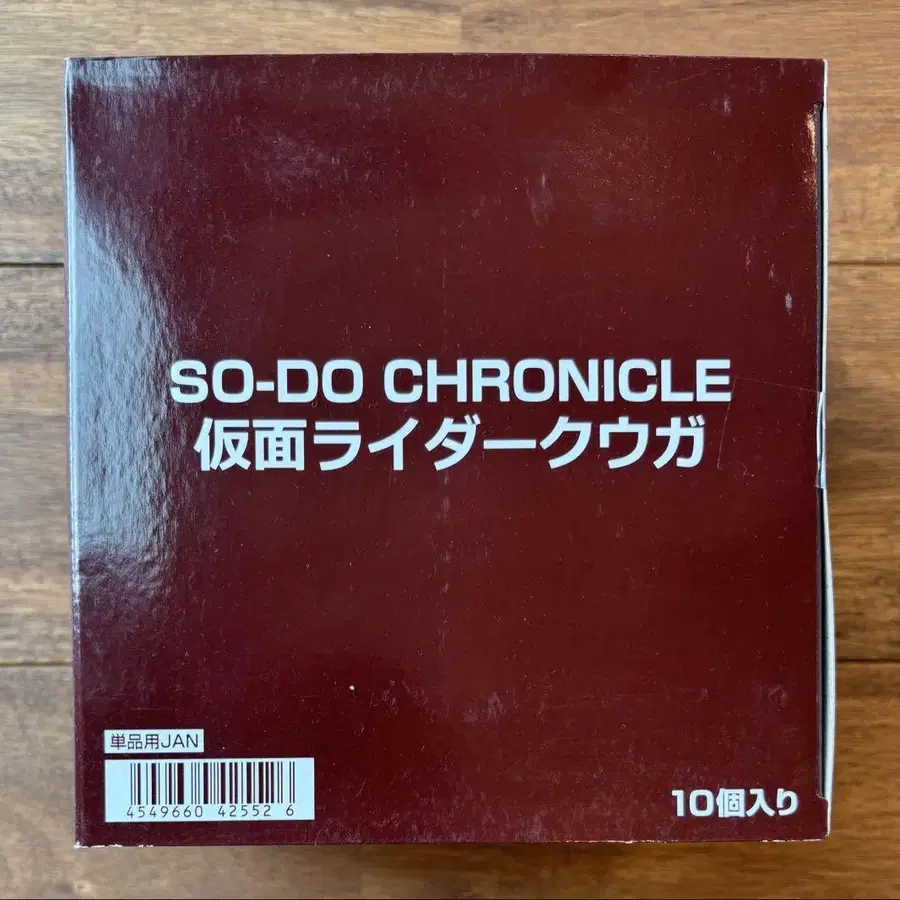 SO-DO CHRONICLE
仮面ライダークウガ
単品用JAN
4549660 42552 6
10個入り